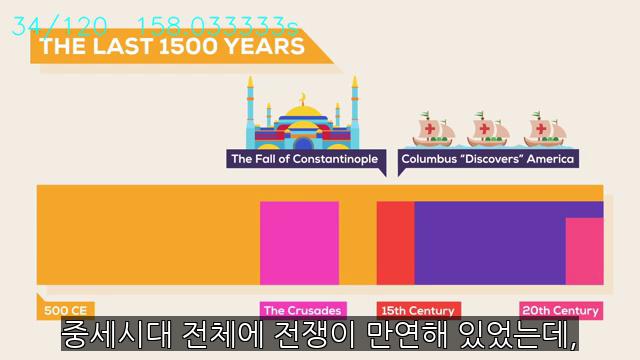 34/120 158.033333s
THE LAST 1500 YEARS
The Fall of Constantinople
Columbus “Discovers” America
500 CE
The Crusades
15th Century
20th Century
중세시대 전체에 전쟁이 만연해 있었는데,